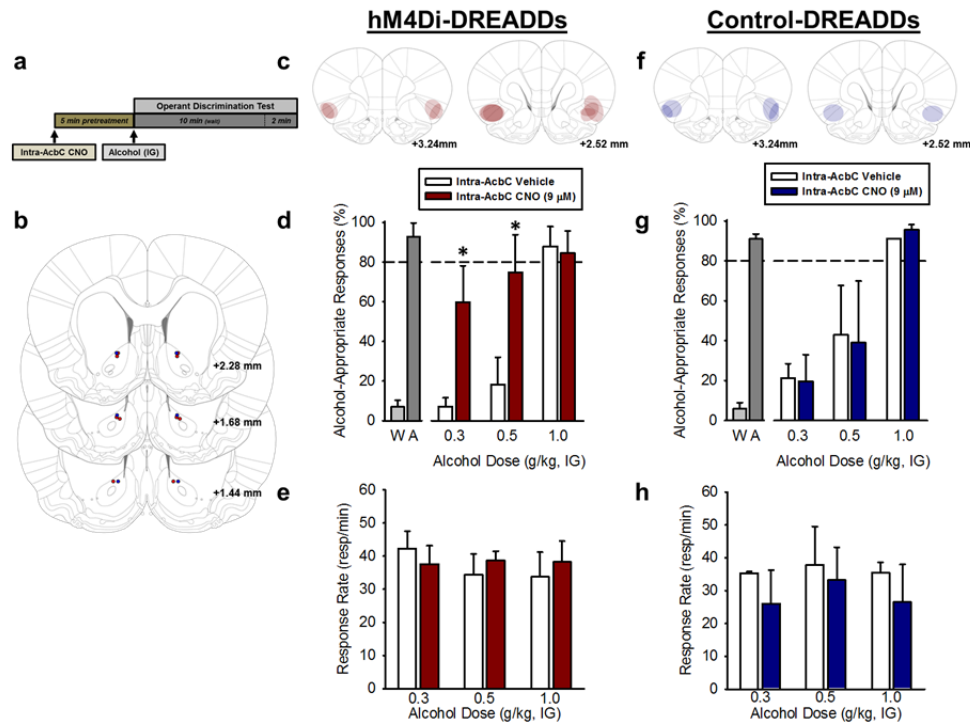 hM4Di-DREADDs
Control-DREADDs
a
Operant Discrimination Test
5 min pretreatment
10 min (wait)
2 min
Intra-AcbC CNO
Alcohol (IG)
b
+2.28 mm
+1.68 mm
+1.44 mm
c
+3.24mm
+2.52 mm
Intra-AcbC Vehicle
Intra-AcbC CNO (9 µM)
d
Alcohol-Appropriate Responses (%)
100
80
60
40
20
0
* *
W A
0.3 0.5 1.0
Alcohol Dose (g/kg, IG)
e
Response Rate (resp/min)
60
50
40
30
20
10
0
0.3 0.5 1.0
Alcohol Dose (g/kg, IG)
f
+3.24mm
+2.52 mm
Intra-AcbC Vehicle
Intra-AcbC CNO (9 µM)
g
Alcohol-Appropriate Responses (%)
100
80
60
40
20
0
W A
0.3 0.5 1.0
Alcohol Dose (g/kg, IG)
h
Response Rate (resp/min)
60
50
40
30
20
10
0
0.3 0.5 1.0
Alcohol Dose (g/kg, IG)